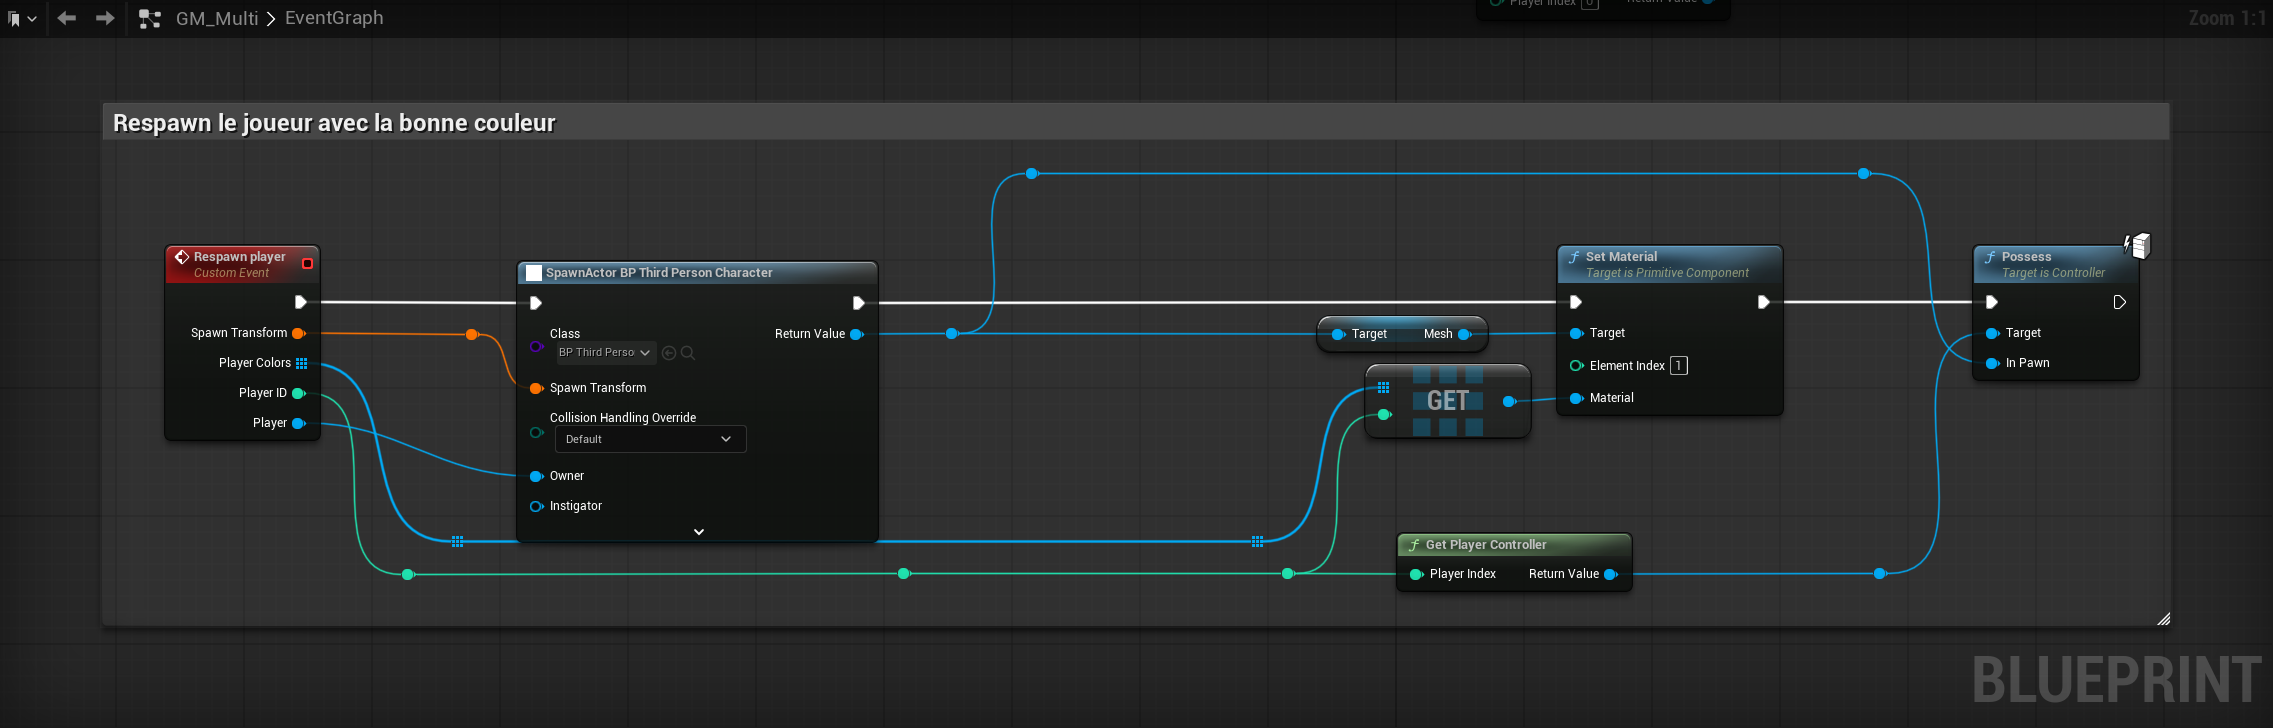 GM_Multi > EventGraph
Player Index 0 Return Value
Zoom 1:1
Respawn le joueur avec la bonne couleur
Respawn player
Custom Event
Spawn Transform
Player Colors
Player ID
Player
SpawnActor BP Third Person Character
Class
BP Third Perso
Return Value
Spawn Transform
Collision Handling Override
Default
Owner
Instigator
Target Mesh
GET
Set Material
Target is Primitive Component
Target
Element Index 1
Material
Get Player Controller
Player Index Return Value
Possess
Target is Controller
Target
In Pawn
BLUEPRINT